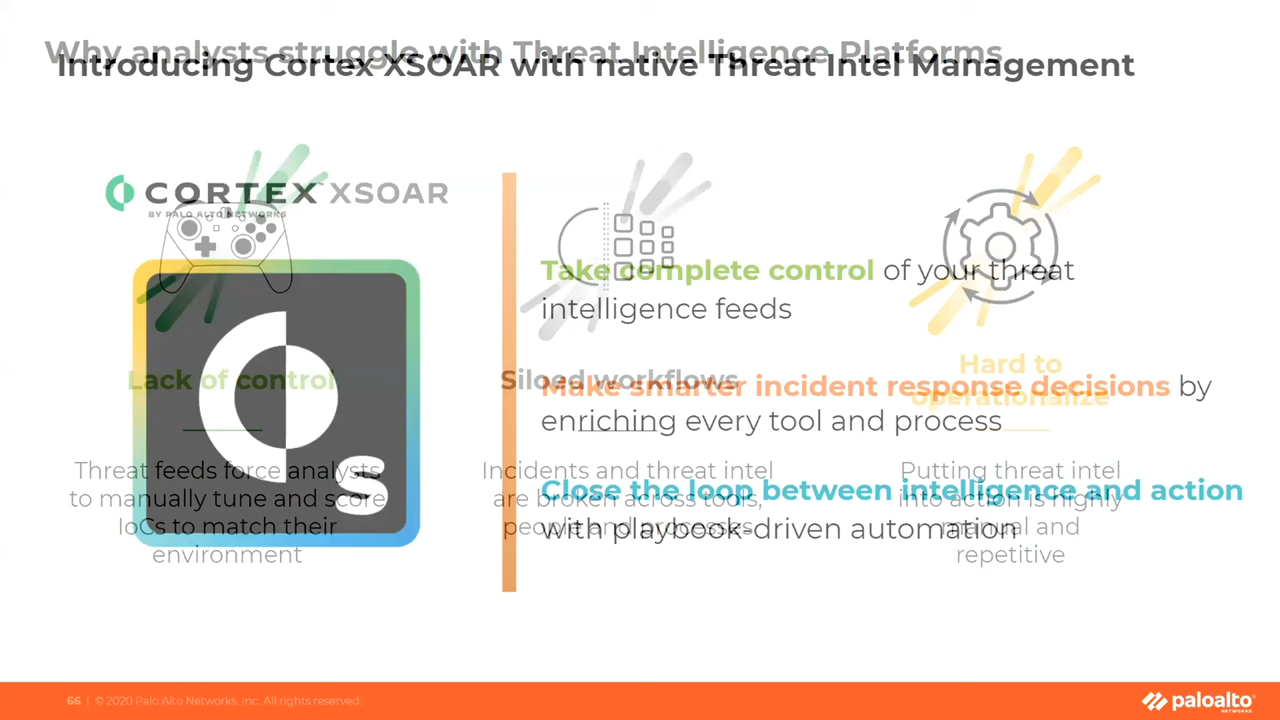 Why analysts struggle with Threat Intelligence Platforms
Introducing Cortex XSOAR with native Threat Intel Management
CORTEX XSOAR
BY PALO ALTO NETWORKS
Take complete control of your threat
intelligence feeds
Make smarter incident response decisions by
enriching every tool and process
Close the loop between intelligence and action
with playbook-driven automation
S
Lack of control
Threat feeds force analysts
to manually tune and score
IoCs to match their
environment
Siloed workflows
Incidents and threat intel
are broken across tools,
people and processes
Hard to
operationalize
Putting threat intel
into action is highly
manual and
repetitive
66 | © 2020 Palo Alto Networks, Inc. All rights reserved.
paloalto
NETWORKS